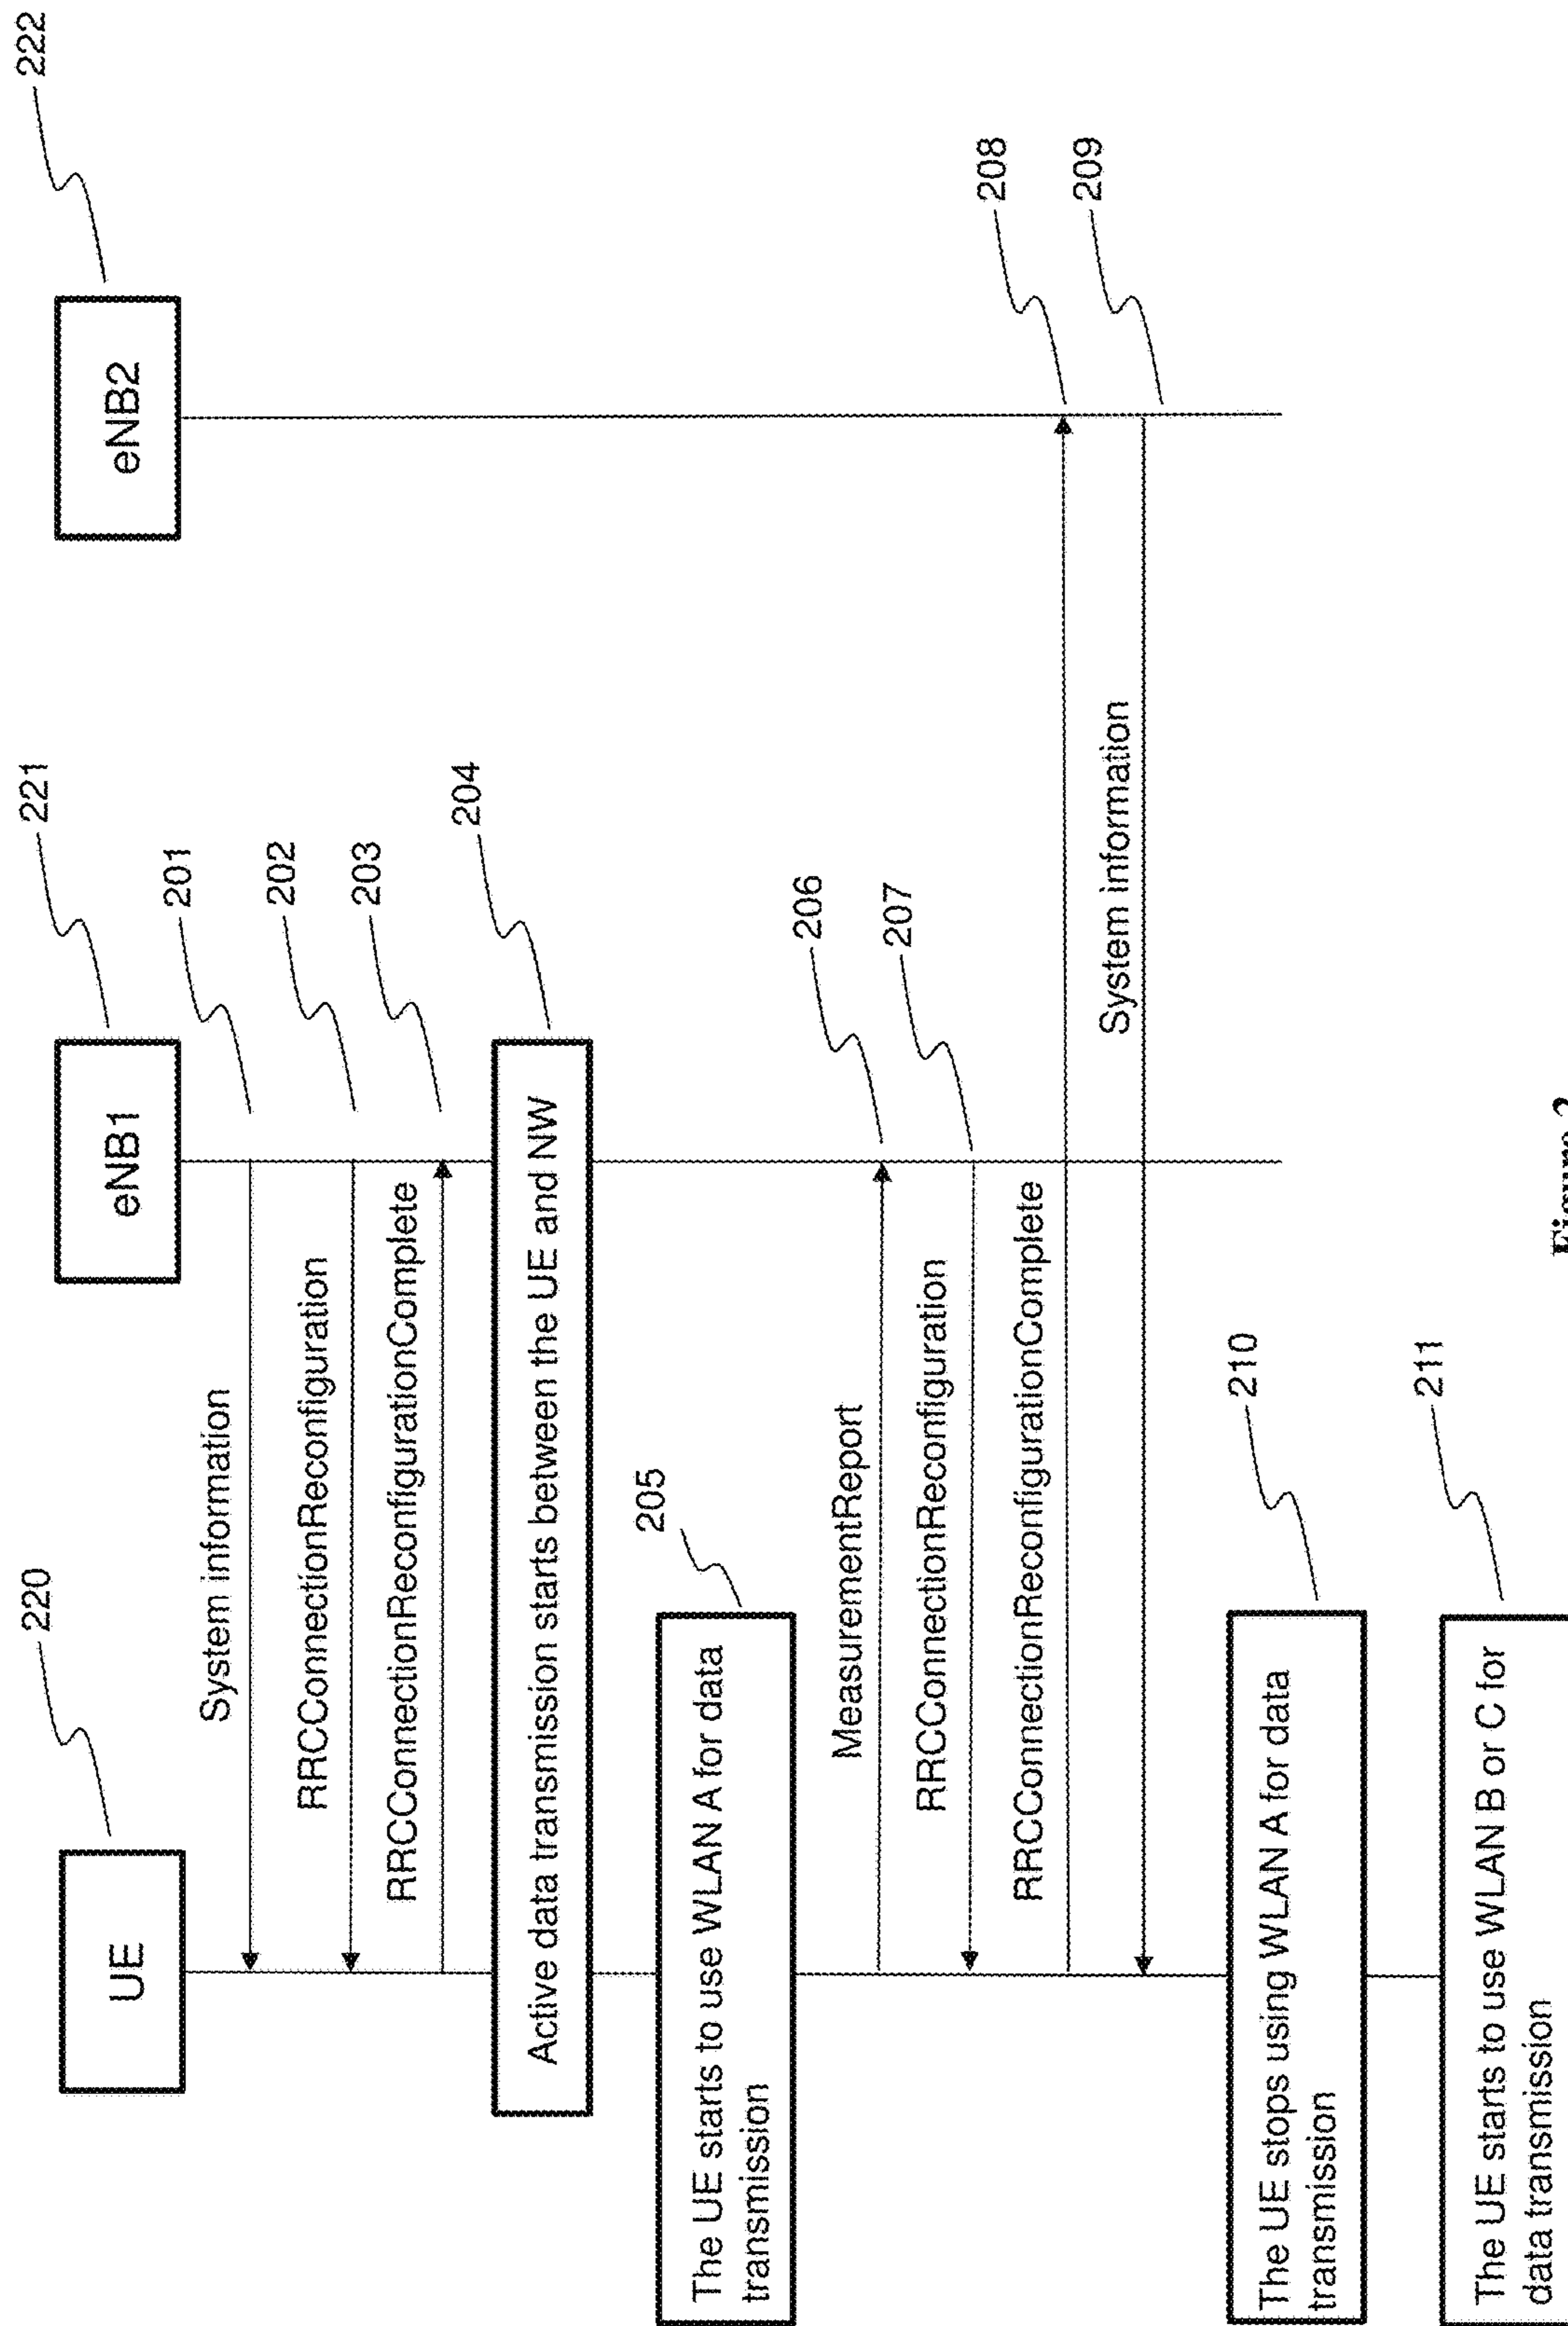 UE
220
eNB1
221
eNB2
222
System information
201
RRCConnectionReconfiguration
202
RRCConnectionReconfigurationComplete
203
Active data transmission starts between the UE and NW
204
The UE starts to use WLAN A for data
transmission
205
MeasurementReport
206
RRCConnectionReconfiguration
207
RRCConnectionReconfigurationComplete
208
System information
209
The UE stops using WLAN A for data
transmission
210
The UE starts to use WLAN B or C for
data transmission
211
Figure 2